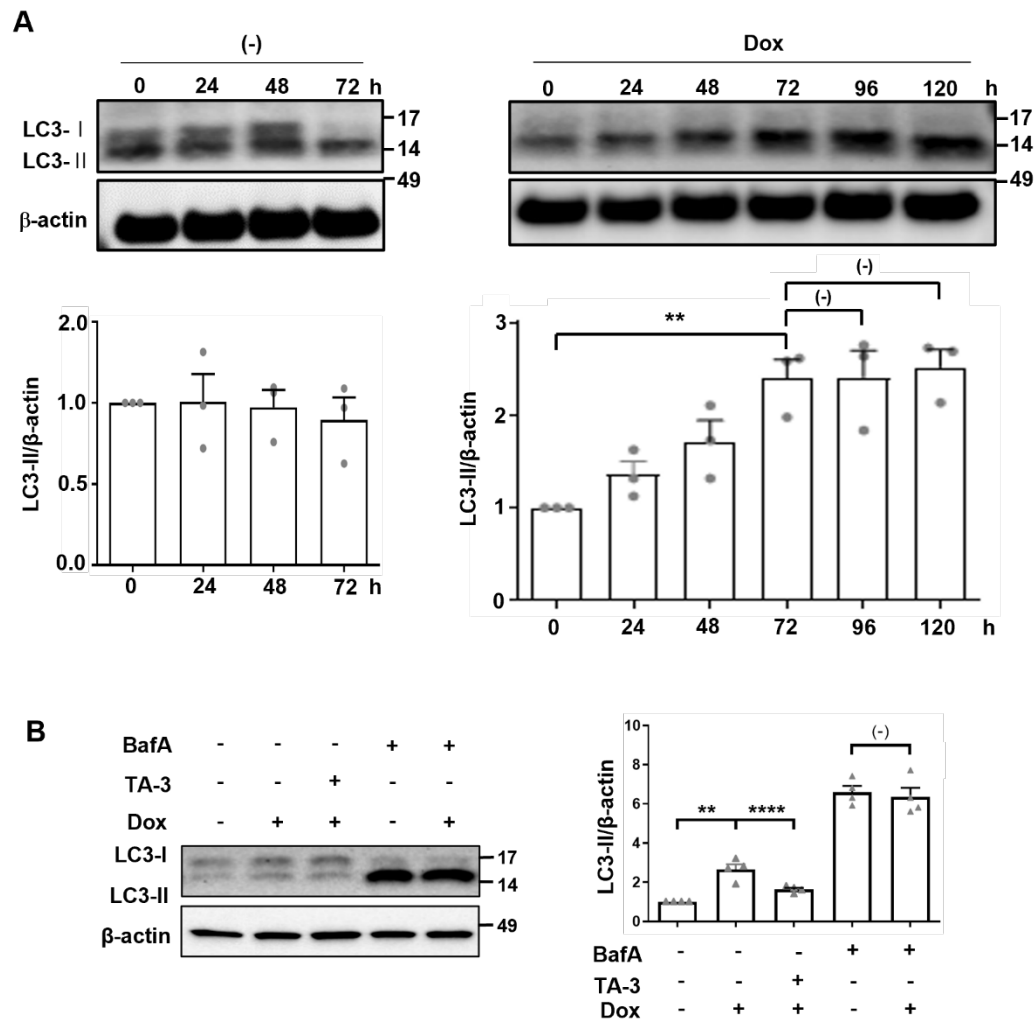 A
(-)
0 24 48 72 h
LC3-Ⅰ
LC3-Ⅱ
17
14
49
β-actin
Dox
0 24 48 72 96 120 h
17
14
49
LC3-II/β-actin
2.0
1.0
0.5
0.0
0 24 48 72 h
LC3-II/β-actin
3
2
1
0
**
(-)
(-)
0 24 48 72 96 120 h
B
BafA - - - + +
TA-3 - - + - -
Dox - + + - +
LC3-I
LC3-II
17
14
β-actin
49
LC3-II/β-actin
10
8
6
4
2
0
** ****
(-)
BafA - - - + +
TA-3 - - + - -
Dox - + + - +